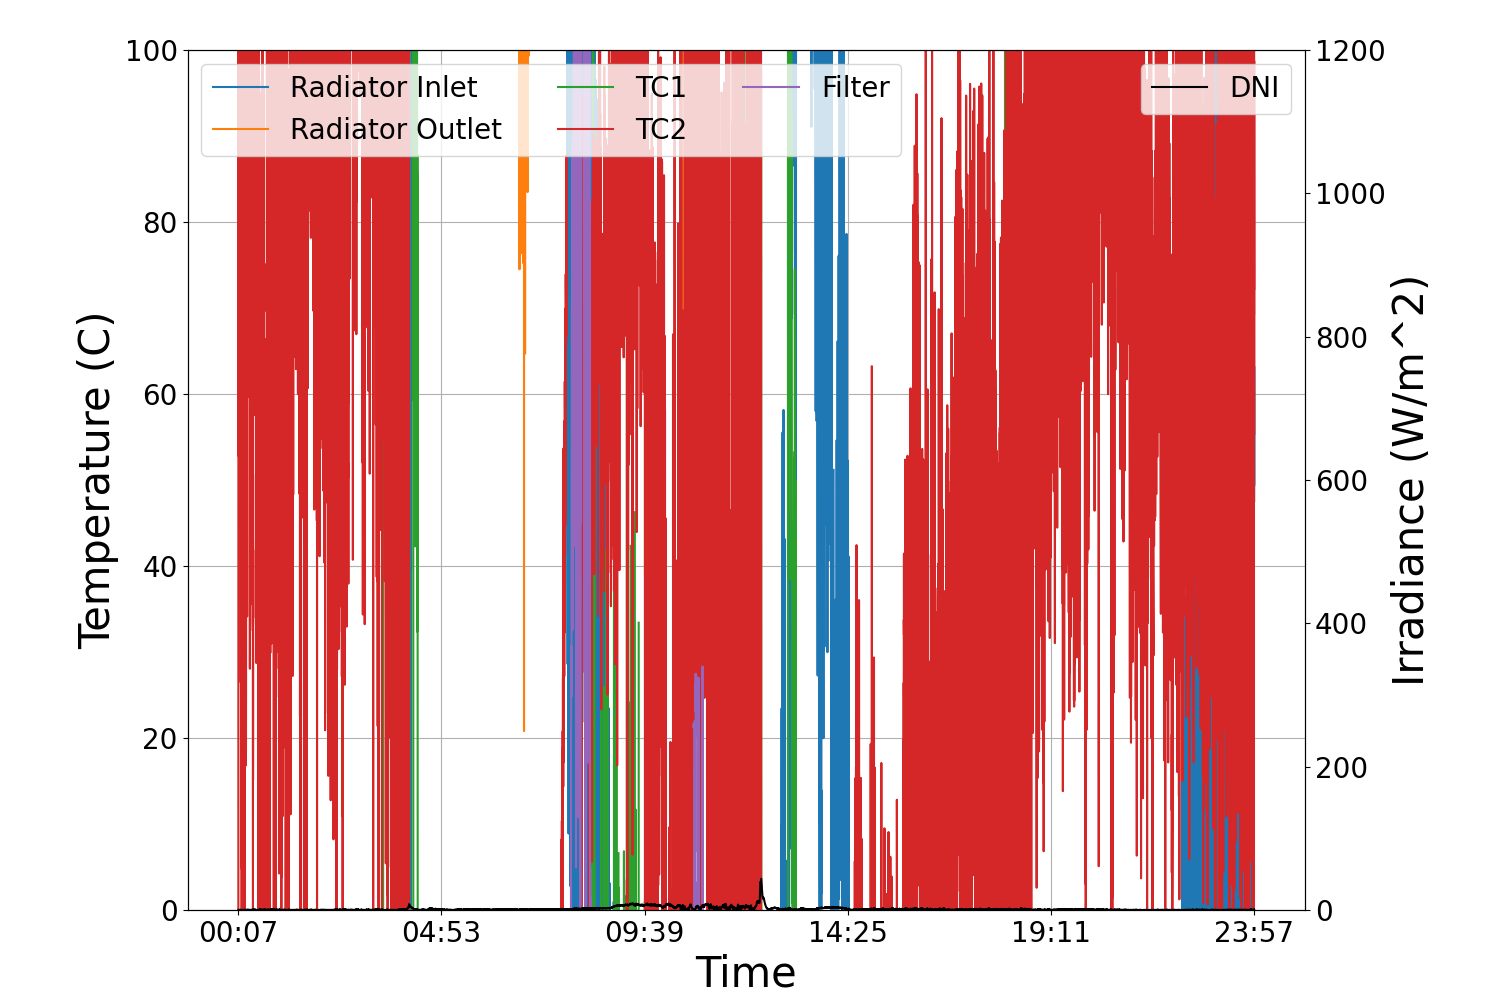 100
80
60
40
20
0
Temperature (C)
Radiator Inlet
Radiator Outlet
TC1
TC2
Filter
DNI
1200
1000
800
600
400
200
0
Irradiance (W/m^2)
00:07
04:53
09:39
14:25
19:11
23:57
Time